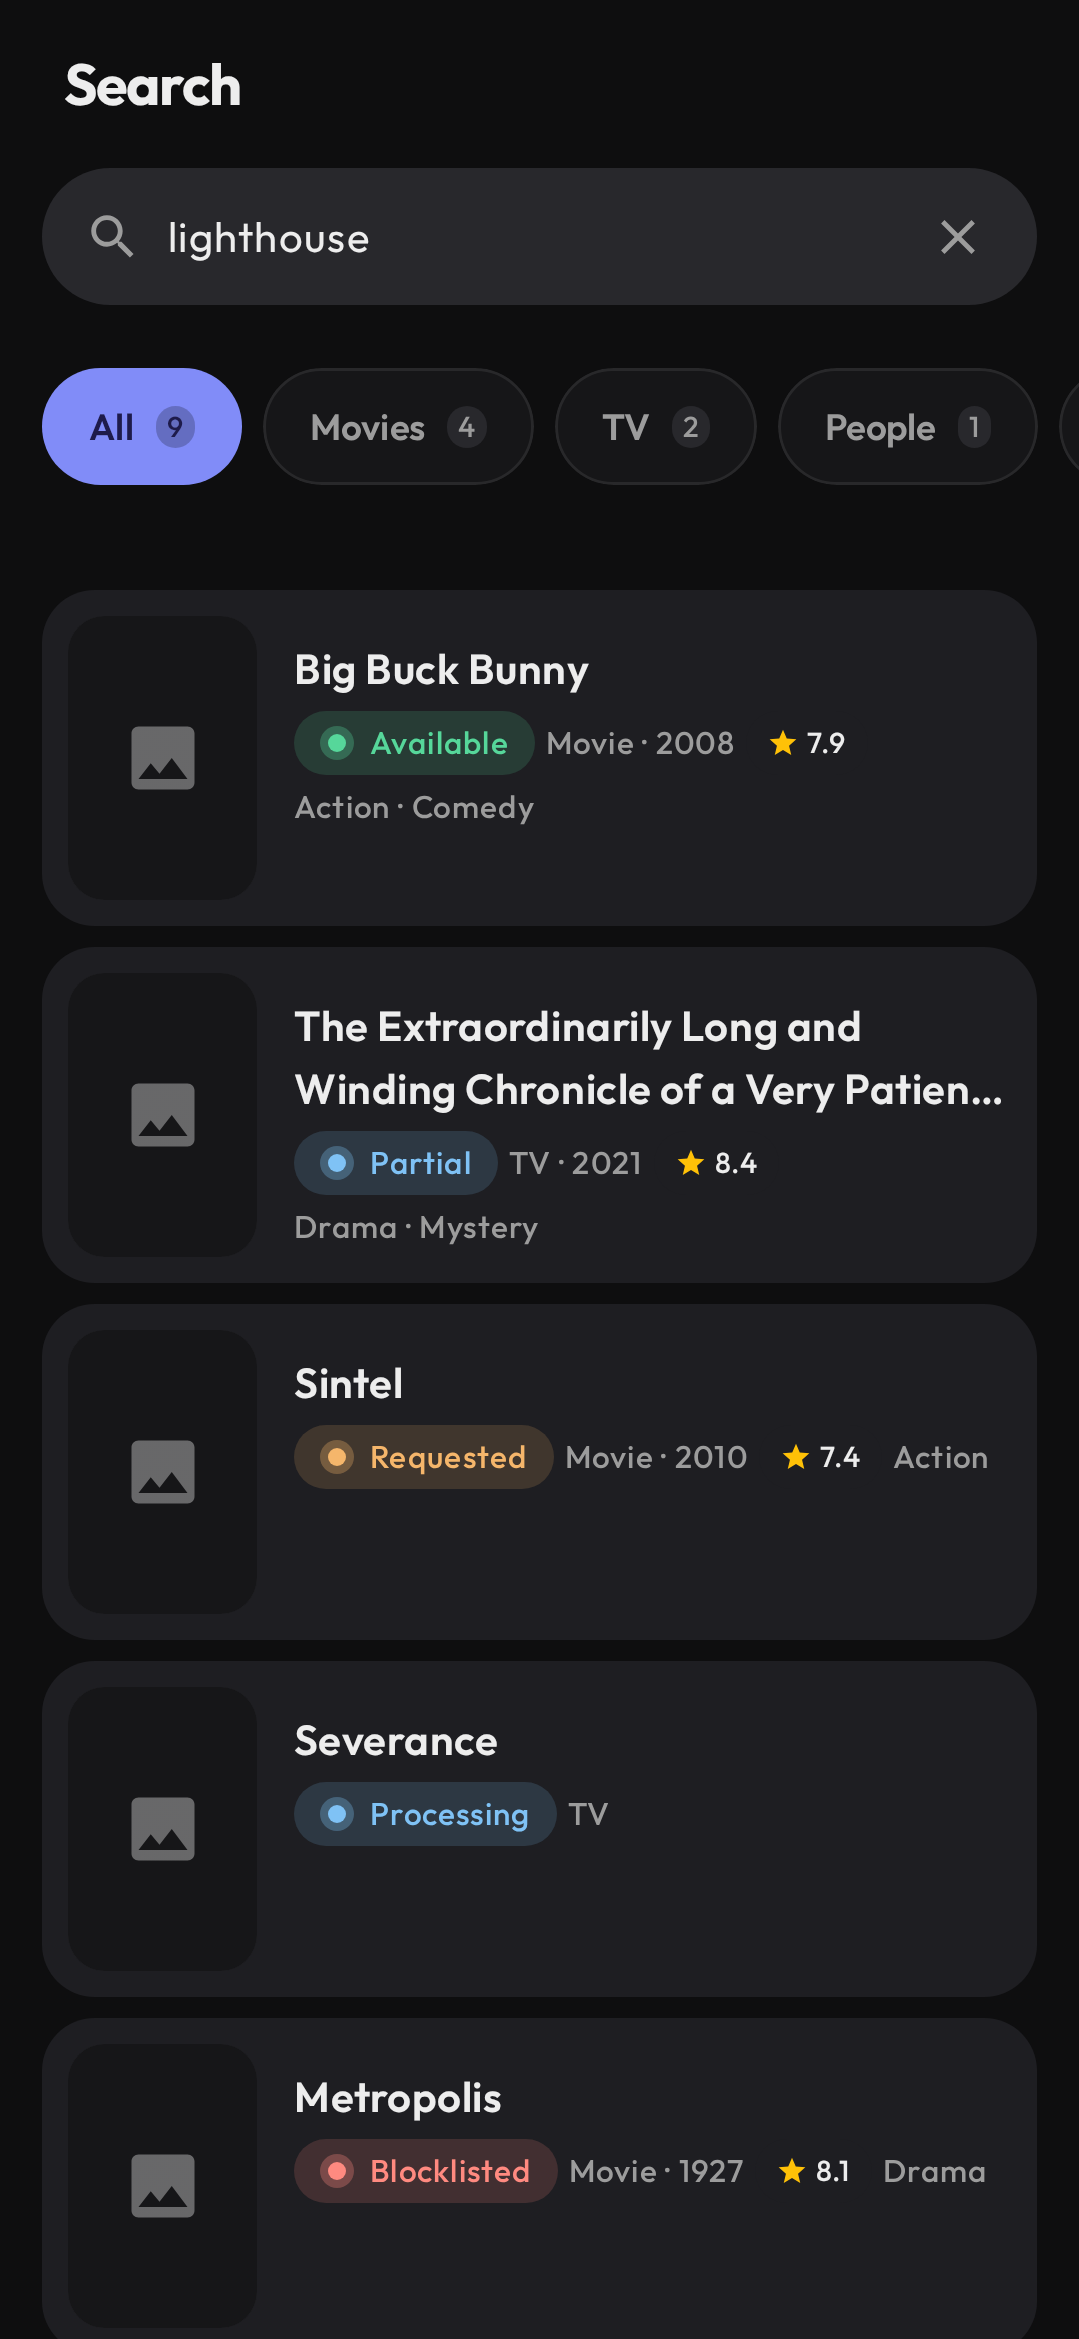 Search
lighthouse
All 9 Movies 4 TV 2 People 1
Big Buck Bunny
Available Movie · 2008 7.9
Action · Comedy
The Extraordinarily Long and
Winding Chronicle of a Very Patien...
Partial TV · 2021 8.4
Drama · Mystery
Sintel
Requested Movie · 2010 7.4 Action
Severance
Processing TV
Metropolis
Blocklisted Movie · 1927 8.1 Drama